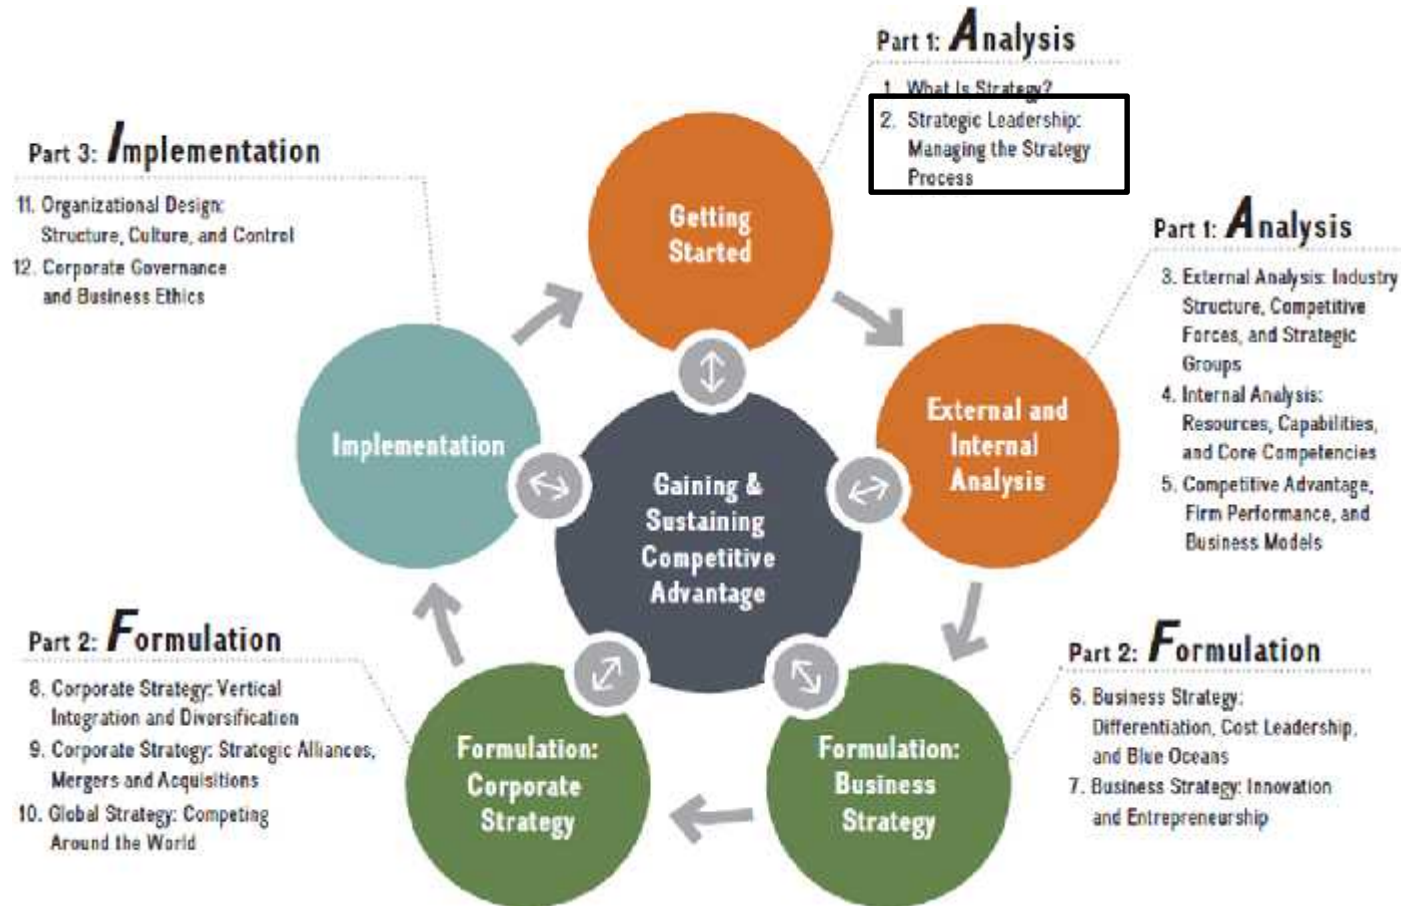 Part 1: Analysis
1. What Is Strategy?
2. Strategic Leadership:
Managing the Strategy
Process
Getting
Started
Part 1: Analysis
3. External Analysis: Industry
Structure, Competitive
Forces, and Strategic
Groups
4. Internal Analysis:
Resources, Capabilities,
and Core Competencies
5. Competitive Advantage,
Firm Performance, and
Business Models
External and
Internal
Analysis
Part 2: Formulation
6. Business Strategy:
Differentiation, Cost Leadership,
and Blue Oceans
7. Business Strategy: Innovation
and Entrepreneurship
Formulation:
Business
Strategy
Part 2: Formulation
8. Corporate Strategy: Vertical
Integration and Diversification
9. Corporate Strategy: Strategic Alliances,
Mergers and Acquisitions
10. Global Strategy: Competing
Around the World
Formulation:
Corporate
Strategy
Part 3: Implementation
11. Organizational Design:
Structure, Culture, and Control
12. Corporate Governance
and Business Ethics
Implementation
Gaining &
Sustaining
Competitive
Advantage